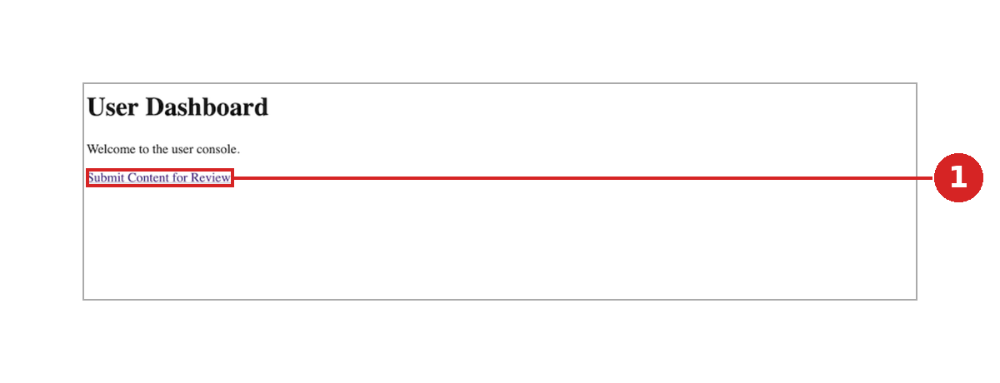 User Dashboard
Welcome to the user console.
Submit Content for Review
1